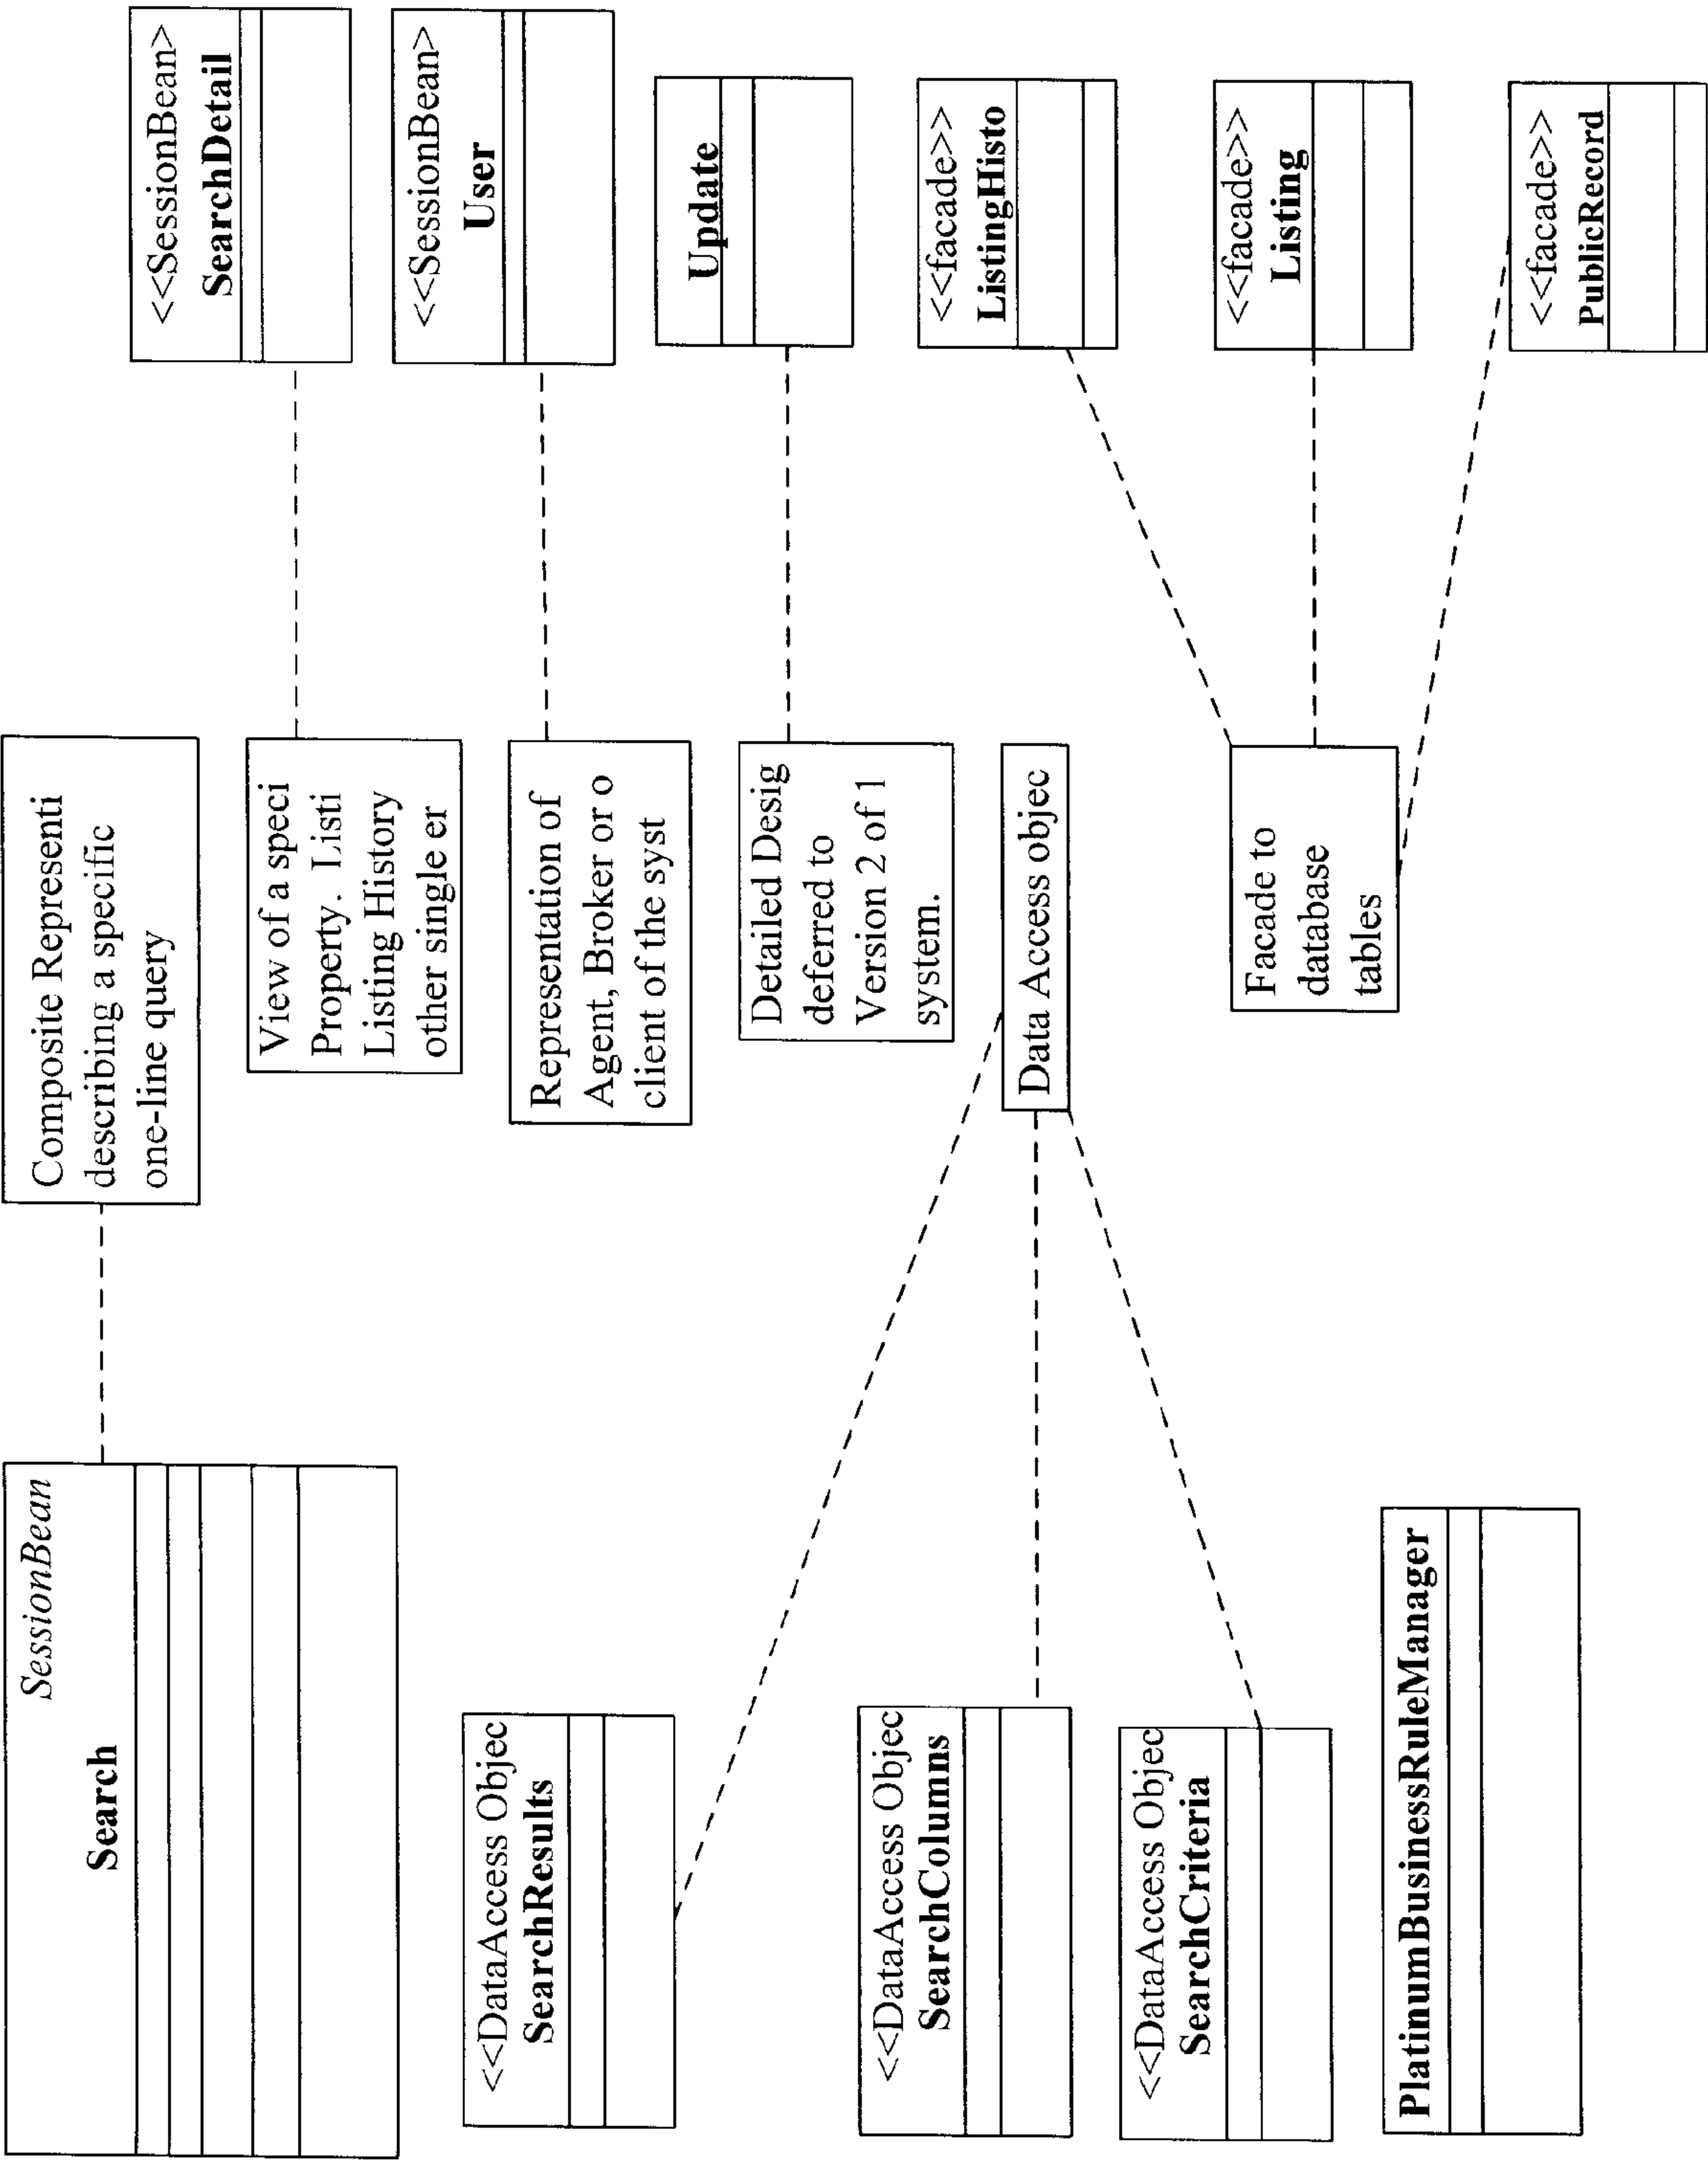 SessionBean
Search
Composite Representi
describing a specific
one-line query
<<SessionBean>
SearchDetail
View of a speci
Property. Listi
Listing History
other single er
<<SessionBean>
User
Representation of
Agent, Broker or o
client of the syst
<<DataAccess Objec
SearchResults
Update
Detailed Desig
deferred to
Version 2 of 1
system.
<<DataAccess Objec
SearchColumns
Data Access objec
<<facade>>
ListingHisto
<<DataAccess Objec
SearchCriteria
Facade to
database
tables
<<facade>>
Listing
PlatinumBusinessRuleManager
<<facade>>
PublicRecord